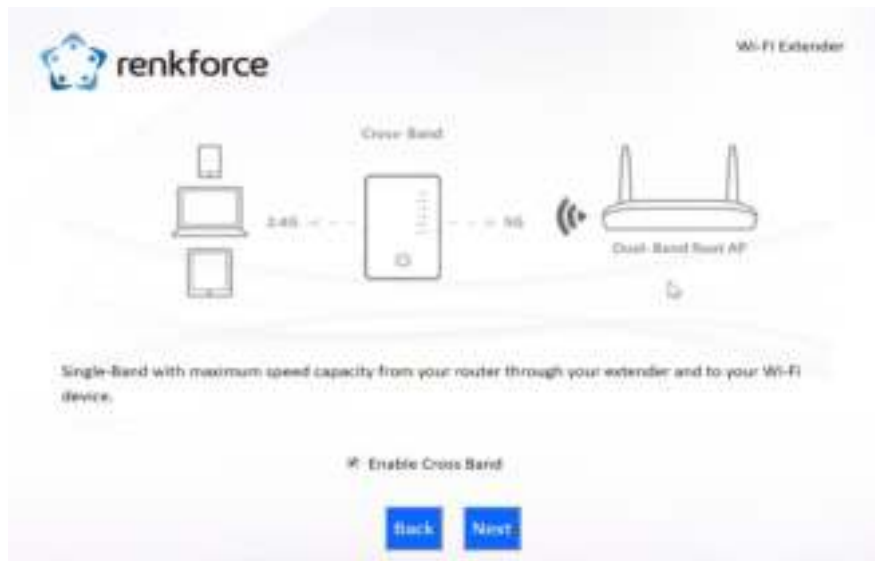 renkforce
Wi-Fi Extender
Cross-Band
2.4G
5G
Dual-Band Root AP
Single-Band with maximum speed capacity from your router through your extender and to your Wi-Fi
device.
Enable Cross Band
Back
Next